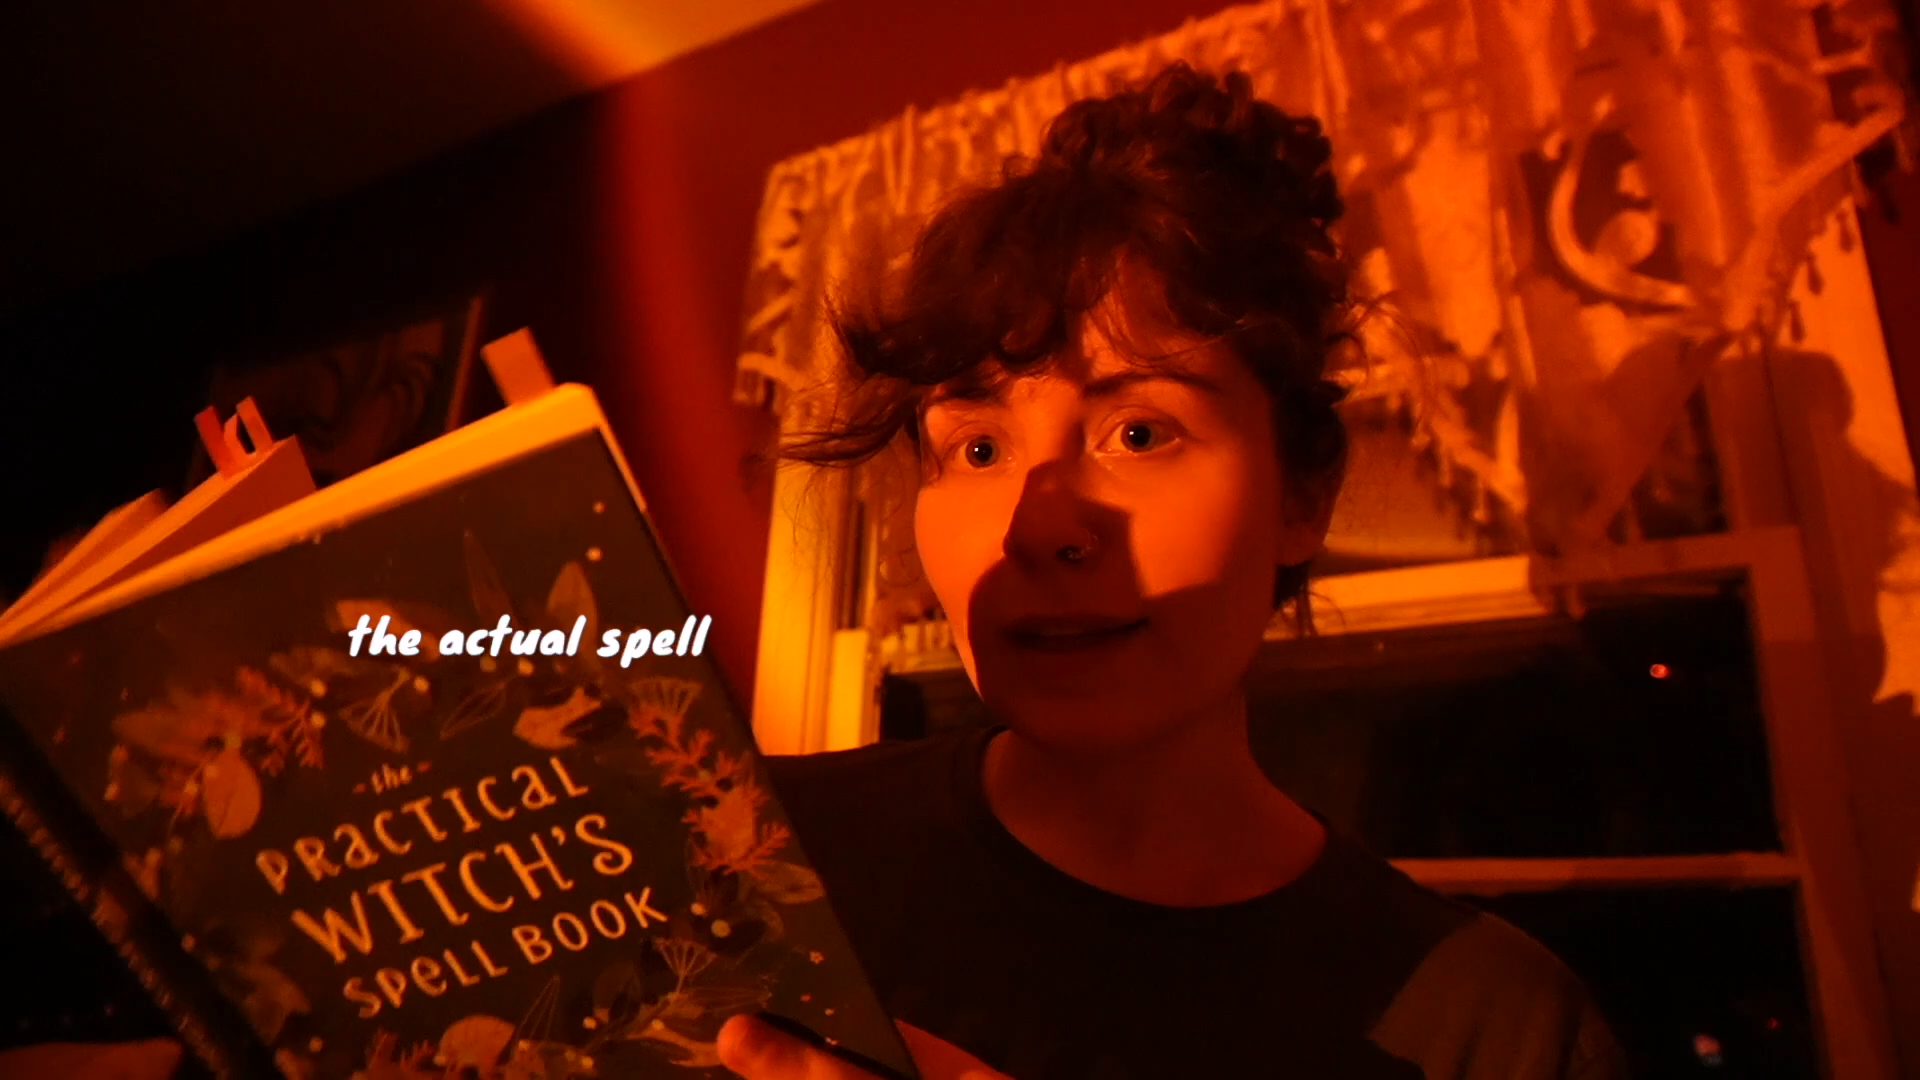 the actual spell
-the-
PRACTICAL
WITCH'S
SPELL BOOK